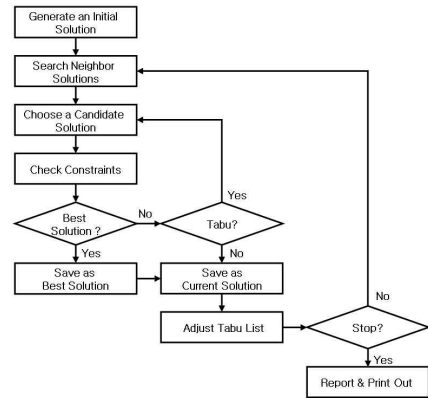 Generate an Initial
Solution
Search Neighbor
Solutions
Choose a Candidate
Solution
Check Constraints
Yes
Best
Solution ?
No
Tabu?
Yes
No
Save as
Best Solution
Save as
Current Solution
No
Adjust Tabu List
Stop?
Yes
Report & Print Out